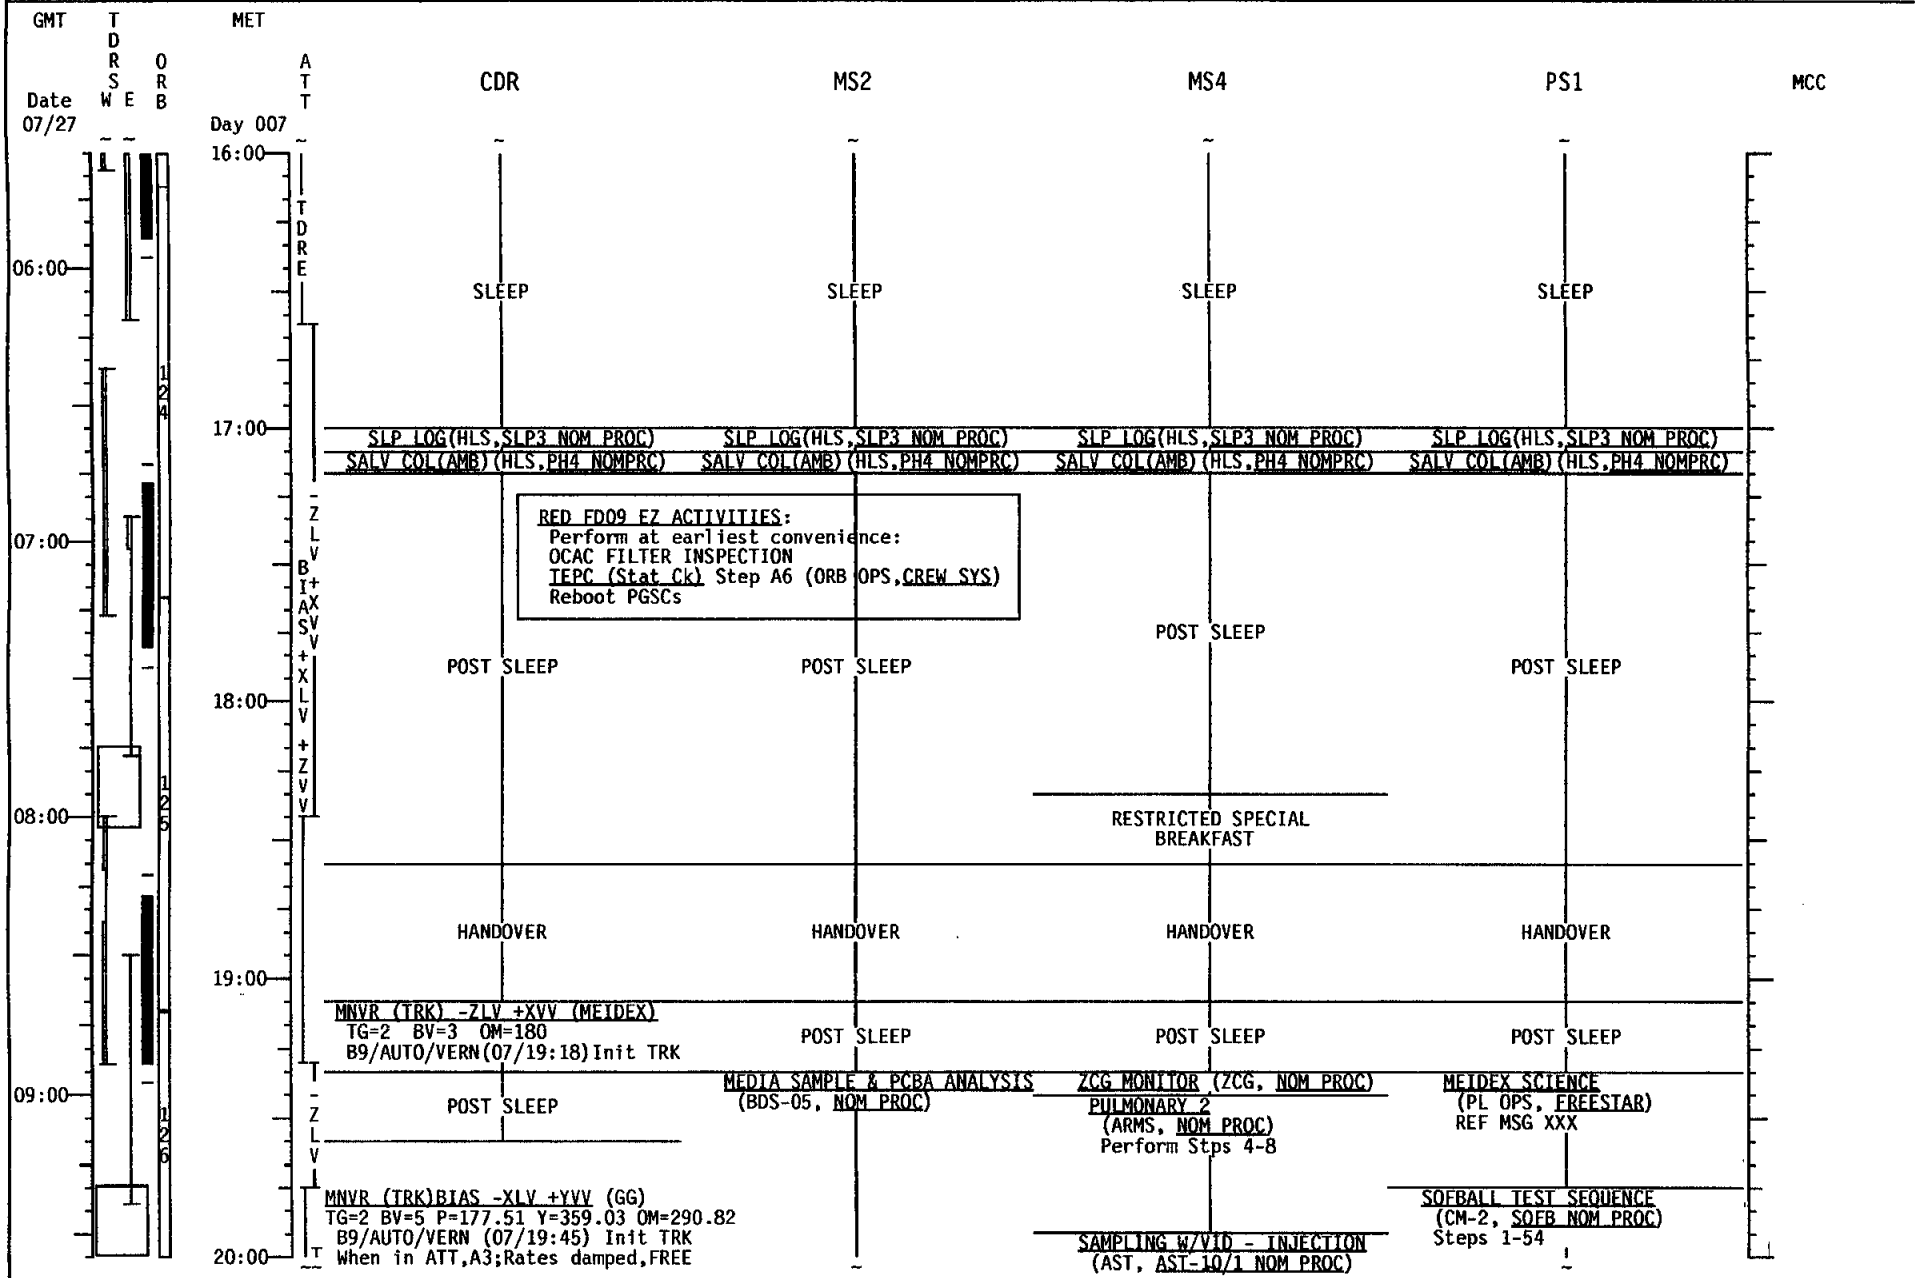 GMT TDRS MET
W E ORB ATT CDR MS2 MS4 PS1 MCC
Date
07/27 Day 007
~ ~ ~ ~ ~ ~ ~
16:00
TDRE
06:00
SLEEP SLEEP SLEEP SLEEP
124
17:00
SLP LOG(HLS,SLP3 NOM PROC) SLP LOG(HLS,SLP3 NOM PROC) SLP LOG(HLS,SLP3 NOM PROC) SLP LOG(HLS,SLP3 NOM PROC)
SALV COL(AMB)(HLS,PH4 NOMPRC) SALV COL(AMB)(HLS,PH4 NOMPRC) SALV COL(AMB)(HLS,PH4 NOMPRC) SALV COL(AMB)(HLS,PH4 NOMPRC)
-ZLV +XVV
BIAS +XLV +ZVV
RED FD09 EZ ACTIVITIES:
Perform at earliest convenience:
OCAC FILTER INSPECTION
TEPC (Stat Ck) Step A6 (ORB OPS,CREW SYS)
Reboot PGSCs
07:00
POST SLEEP
POST SLEEP POST SLEEP POST SLEEP
18:00
125
08:00
RESTRICTED SPECIAL
BREAKFAST
HANDOVER HANDOVER HANDOVER HANDOVER
19:00
MNVR (TRK) -ZLV +XVV (MEIDEX)
TG=2 BV=3 OM=180
B9/AUTO/VERN(07/19:18)Init TRK
POST SLEEP POST SLEEP POST SLEEP
09:00
126
-ZLV
POST SLEEP
MEDIA SAMPLE & PCBA ANALYSIS
(BDS-05, NOM PROC)
ZCG MONITOR (ZCG, NOM PROC)
PULMONARY 2
(ARMS, NOM PROC)
Perform Stps 4-8
MEIDEX SCIENCE
(PL OPS, FREESTAR)
REF MSG XXX
MNVR (TRK)BIAS -XLV +YVV (GG)
TG=2 BV=5 P=177.51 Y=359.03 OM=290.82
B9/AUTO/VERN (07/19:45) Init TRK
When in ATT,A3;Rates damped,FREE
SAMPLING W/VID - INJECTION
(AST, AST-10/1 NOM PROC)
SOFBALL TEST SEQUENCE
(CM-2, SOFB NOM PROC)
Steps 1-54
20:00
~~ ~ ~